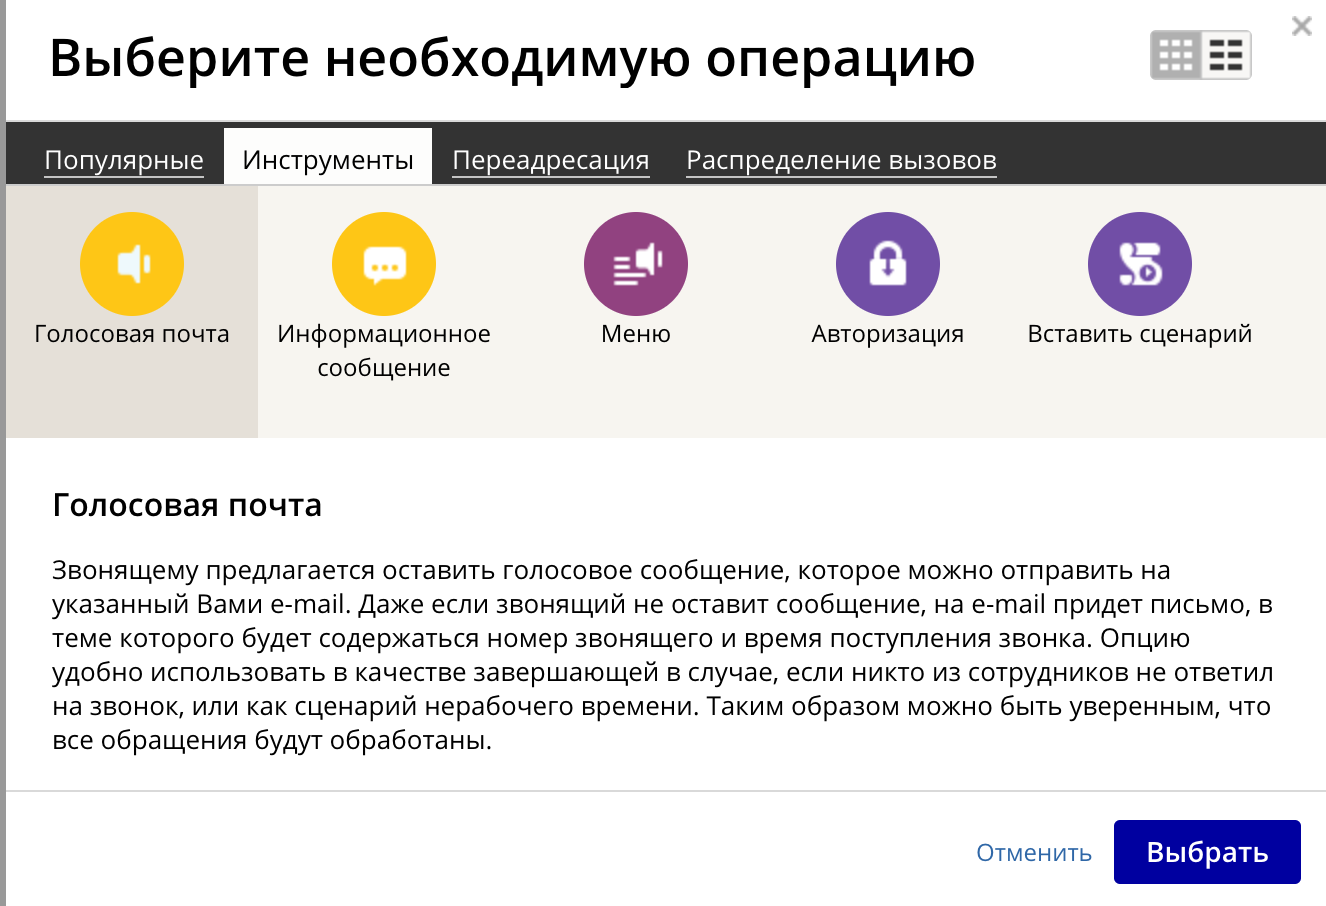 Выберите необходимую операцию
Популярные Инструменты Переадресация Распределение вызовов
Голосовая почта
Информационное
сообщение
Меню
Авторизация
Вставить сценарий
Голосовая почта
Звонящему предлагается оставить голосовое сообщение, которое можно отправить на
указанный Вами e-mail. Даже если звонящий не оставит сообщение, на e-mail придет письмо, в
теме которого будет содержаться номер звонящего и время поступления звонка. Опцию
удобно использовать в качестве завершающей в случае, если никто из сотрудников не ответил
на звонок, или как сценарий нерабочего времени. Таким образом можно быть уверенным, что
все обращения будут обработаны.
Отменить Выбрать